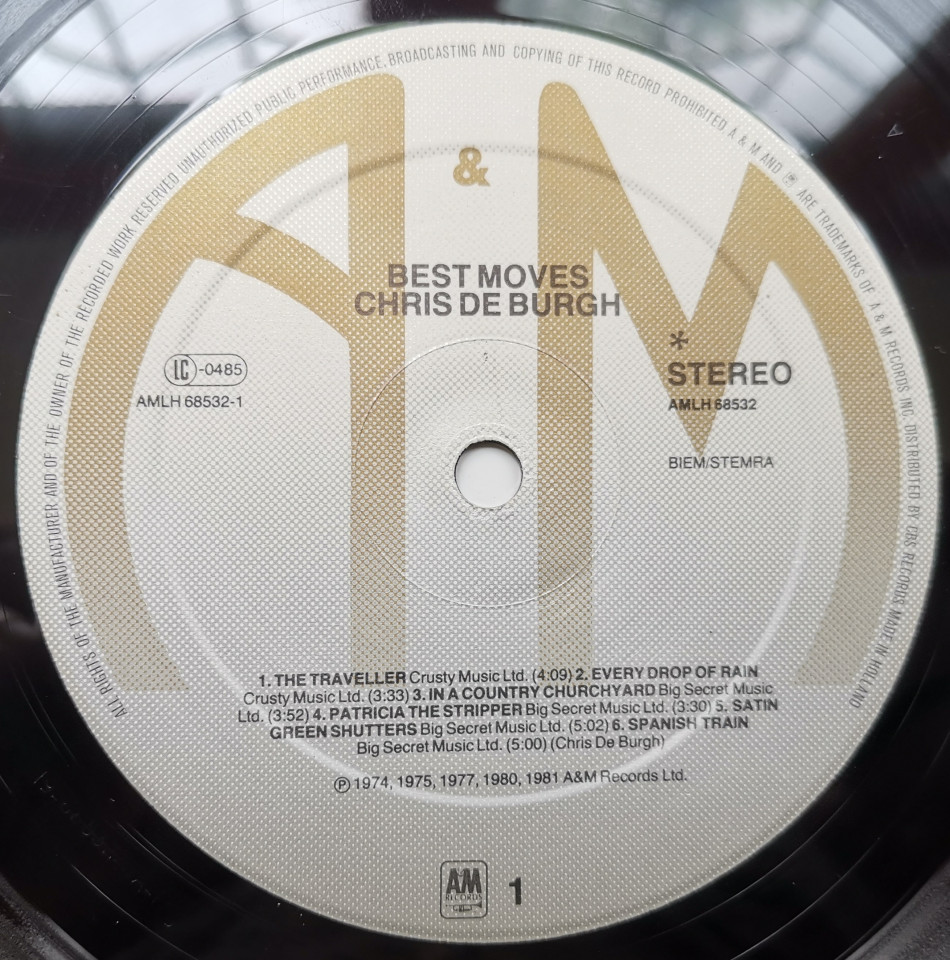 ALL RIGHTS OF THE MANUFACTURER AND OF THE OWNER OF THE RECORDED WORK RESERVED UNAUTHORIZED PUBLIC PERFORMANCE, BROADCASTING AND COPYING OF THIS RECORD PROHIBITED A & M AND ® ARE TRADEMARKS OF A & M RECORDS INC. DISTRIBUTED BY CBS RECORDS MADE IN HOLLAND
A & M
BEST MOVES
CHRIS DE BURGH
LC-0485
AMLH 68532-1
*
STEREO
AMLH 68532
BIEM/STEMRA
1. THE TRAVELLER Crusty Music Ltd. (4:09) 2. EVERY DROP OF RAIN
Crusty Music Ltd. (3:33) 3. IN A COUNTRY CHURCHYARD Big Secret Music
Ltd. (3:52) 4. PATRICIA THE STRIPPER Big Secret Music Ltd. (3:30) 5. SATIN
GREEN SHUTTERS Big Secret Music Ltd. (5:02) 6. SPANISH TRAIN
Big Secret Music Ltd. (5:00) (Chris De Burgh)
℗ 1974, 1975, 1977, 1980, 1981 A&M Records Ltd.
AM
RECORDS
1